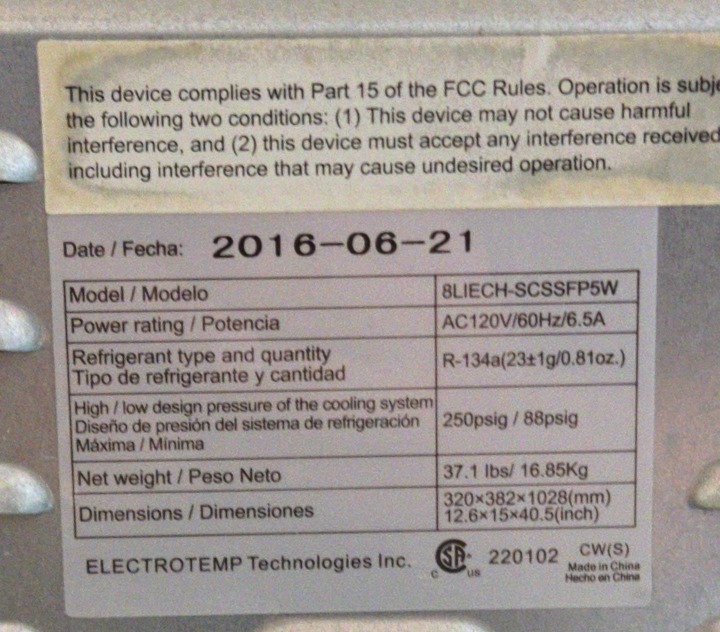 This device complies with Part 15 of the FCC Rules. Operation is
the following two conditions: (1) This device may not cause harmful
interference, and (2) this device must accept any interference received
including interference that may cause undesired operation.
Date / Fecha: 2016-06-21
Model / Modelo 8LIECH-SCSSFP5W
Power rating / Potencia AC120V/60Hz/6.5A
Refrigerant type and quantity
Tipo de refrigerante y cantidad R-134a(23±1g/0.81oz.)
High / low design pressure of the cooling system
Diseño de presión del sistema de refrigeración 250psig / 88psig
Máxima / Mínima
Net weight / Peso Neto 37.1 lbs/ 16.85Kg
Dimensions / Dimensiones 320×382×1028(mm)
12.6×15×40.5(inch)
ELECTROTEMP Technologies Inc. c SA us 220102 CW(S)
Made in China
Hecho en China